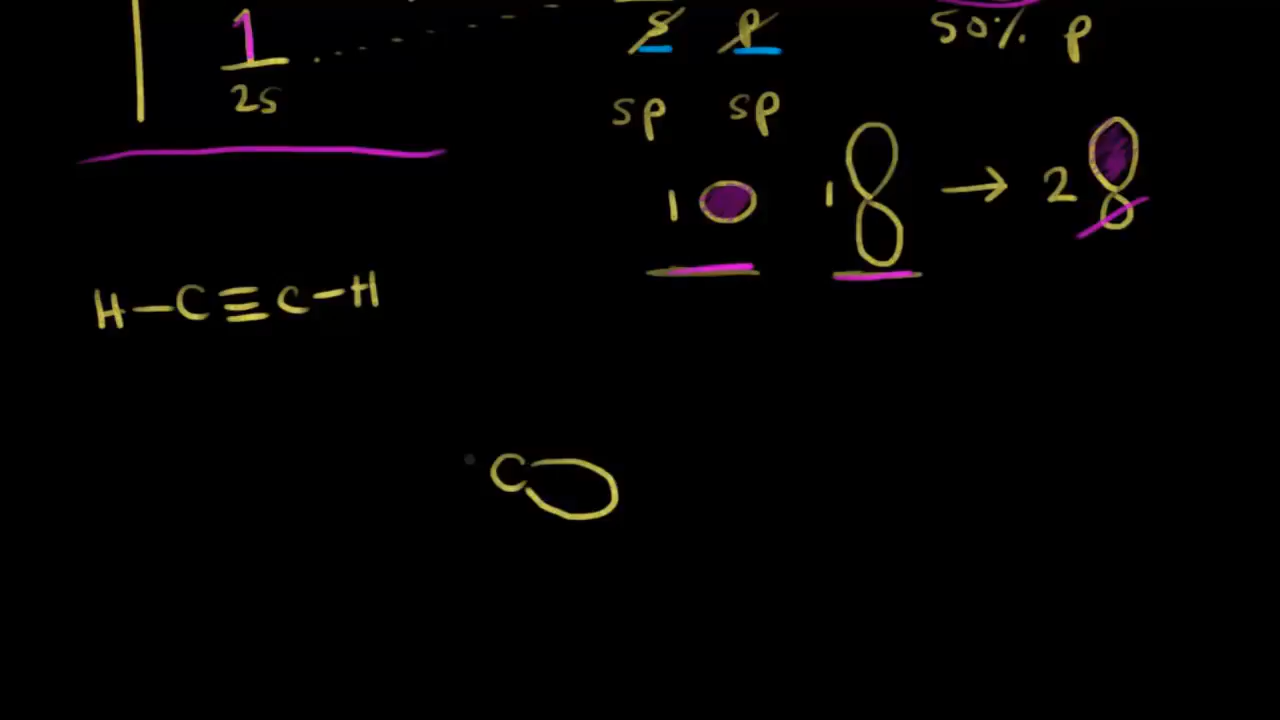 1
2s
s p
50% p
sp sp
1 1 → 2
H-C≡C-H
C